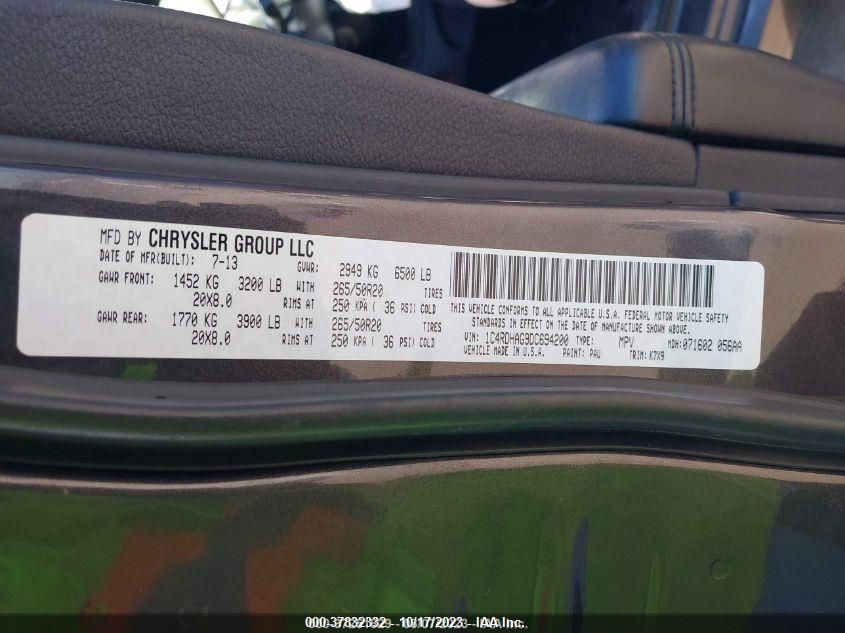 MFD BY CHRYSLER GROUP LLC
DATE OF MFR(BUILT): 7-13 GVWR: 2949 KG 6500 LB
GAWR FRONT: 1452 KG 3200 LB WITH 265/50R20 TIRES
20X8.0 RIMS AT 250 KPA ( 36 PSI) COLD
GAWR REAR: 1770 KG 3900 LB WITH 265/50R20 TIRES
20X8.0 RIMS AT 250 KPA ( 36 PSI) COLD
THIS VEHICLE CONFORMS TO ALL APPLICABLE U.S.A. FEDERAL MOTOR VEHICLE SAFETY
STANDARDS IN EFFECT ON THE DATE OF MANUFACTURE SHOWN ABOVE.
VIN: 1C4RDHAG9DC694200 TYPE: MPV MDH: 071602 056AA
VEHICLE MADE IN U.S.A. PAINT: PAU TRIM: K7X9
000-37832332 - 10/17/2023 - IAA Inc.